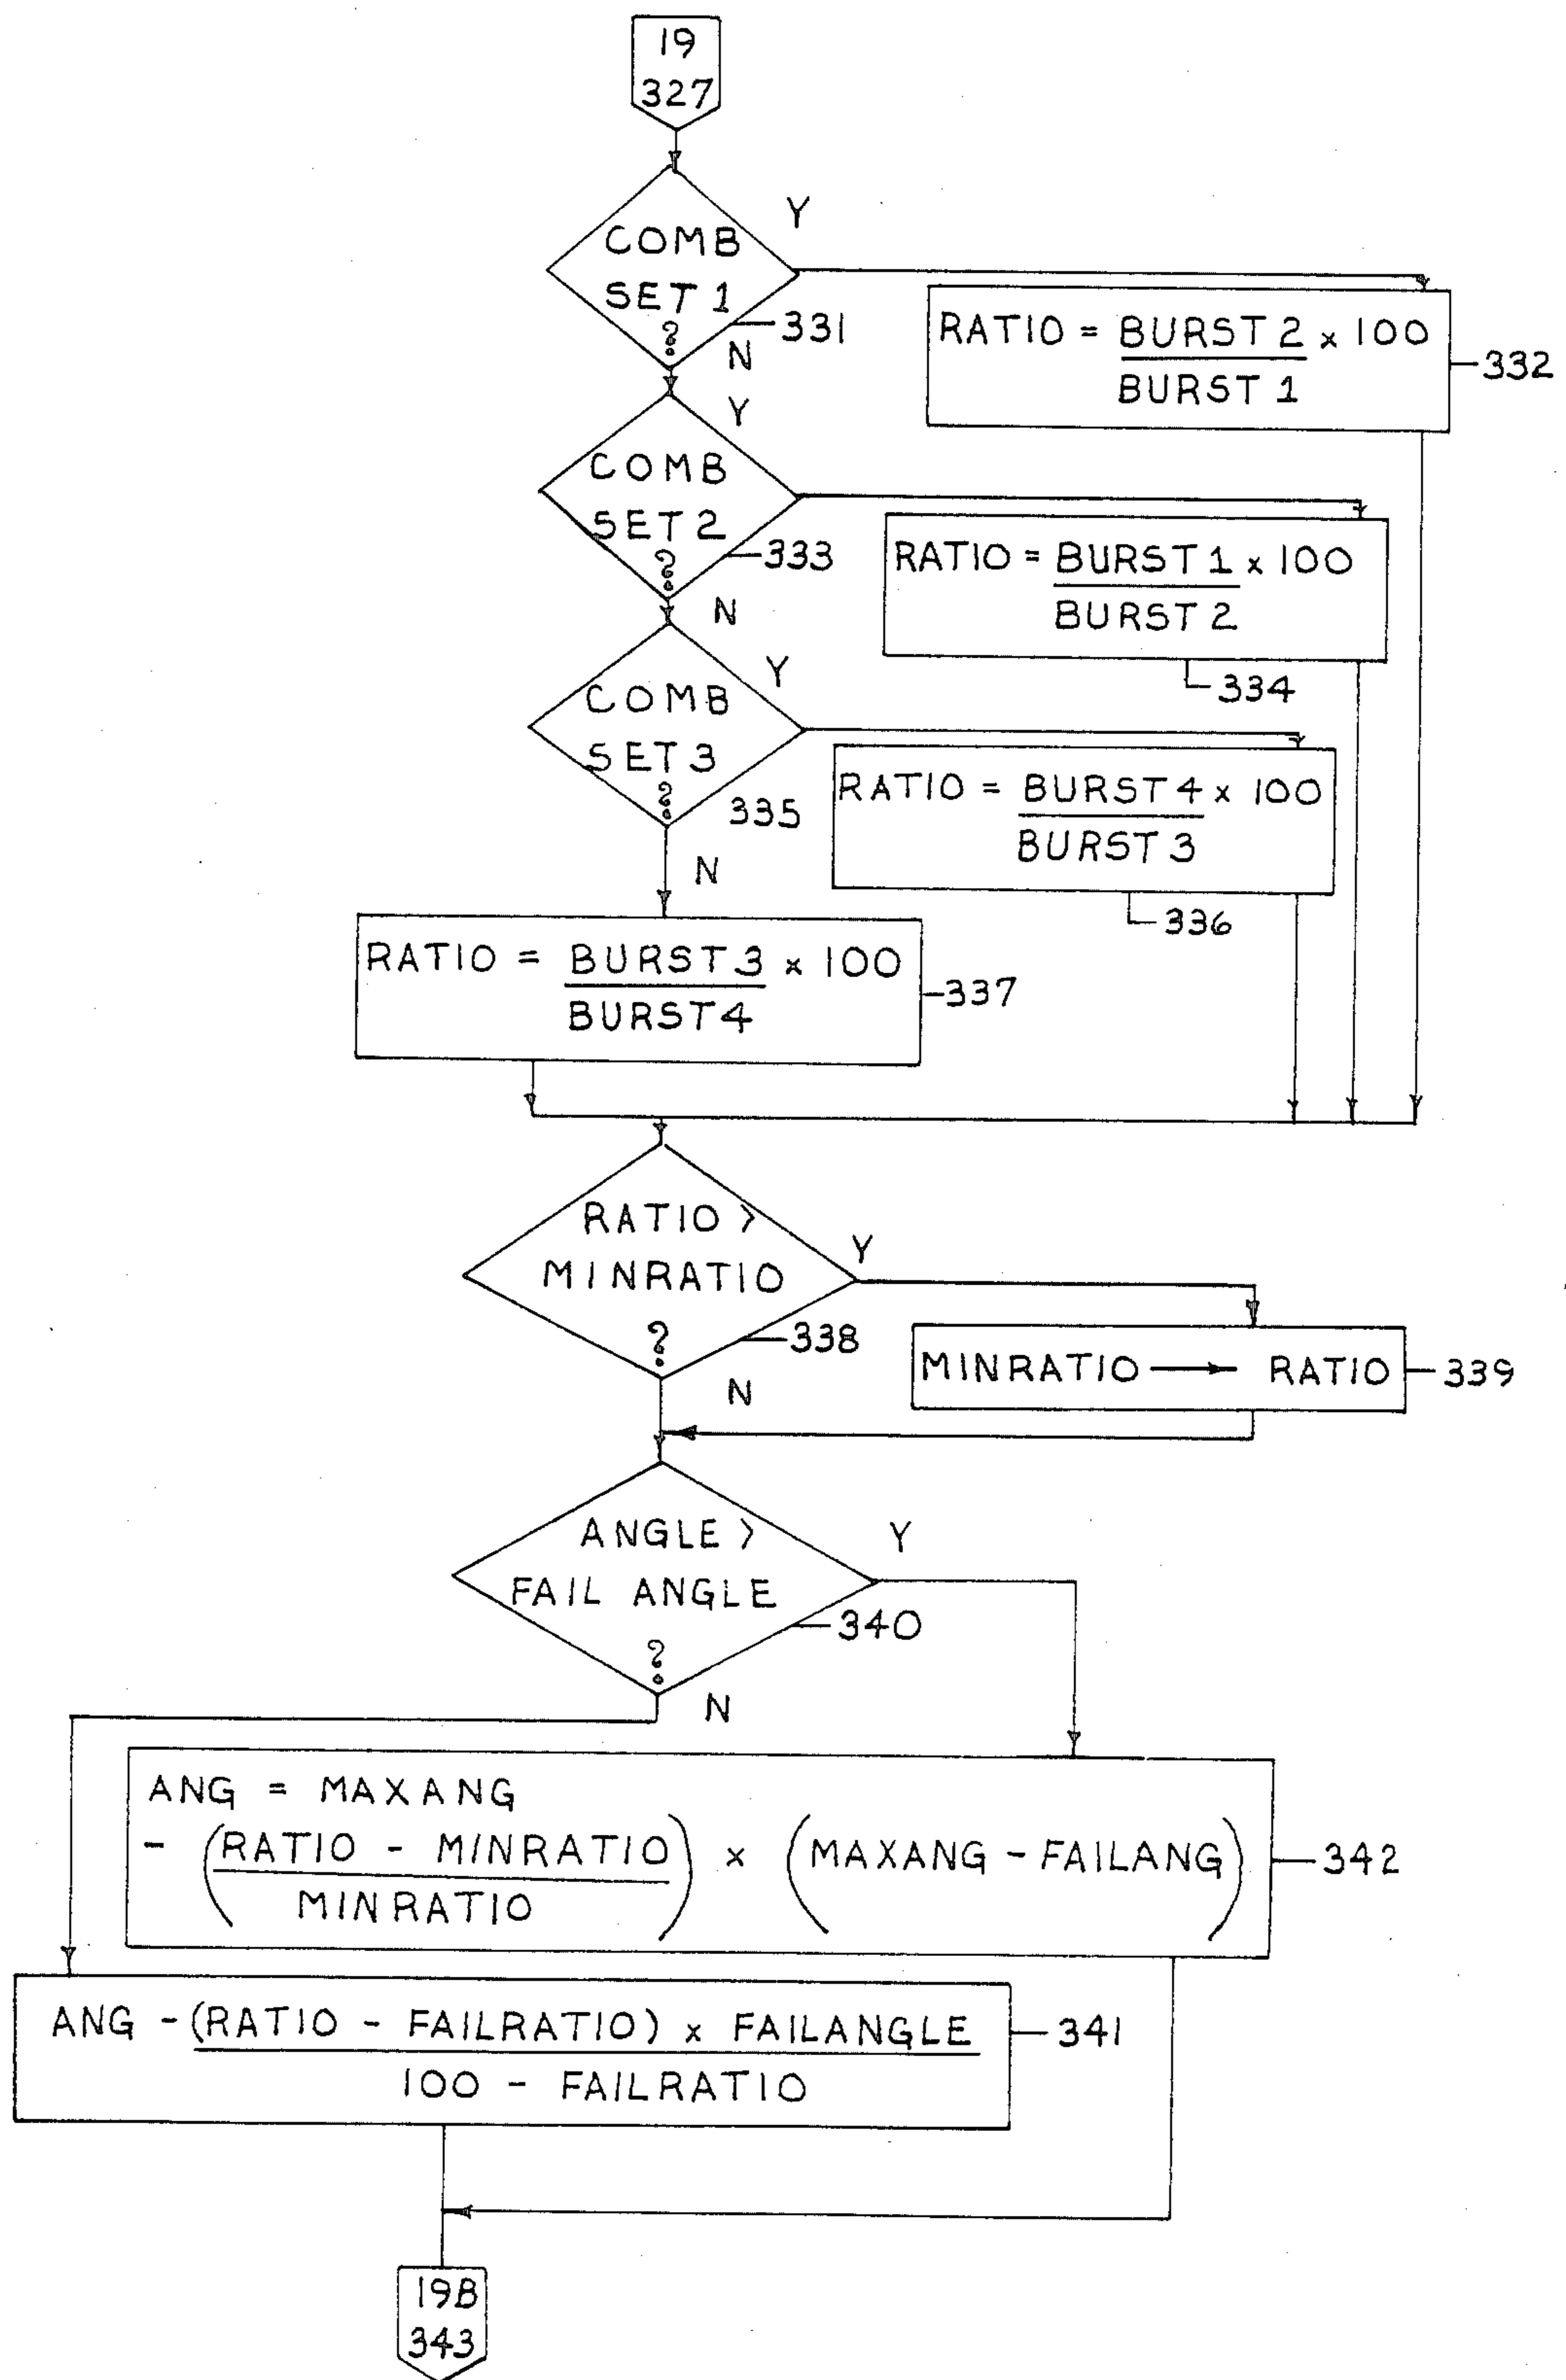 19
327
COMB
SET 1
?
Y
331
N
RATIO = BURST 2 x 100
BURST 1
332
Y
COMB
SET 2
?
333
N
RATIO = BURST 1 x 100
BURST 2
334
Y
COMB
SET 3
?
335
N
RATIO = BURST 4 x 100
BURST 3
336
RATIO = BURST 3 x 100
BURST 4
337
RATIO >
MINRATIO
?
Y
338
N
MINRATIO → RATIO
339
ANGLE >
FAIL ANGLE
?
Y
340
N
ANG = MAXANG
- (RATIO - MINRATIO) x (MAXANG - FAILANG)
MINRATIO
342
ANG - (RATIO - FAILRATIO) x FAILANGLE
100 - FAILRATIO
341
19B
343